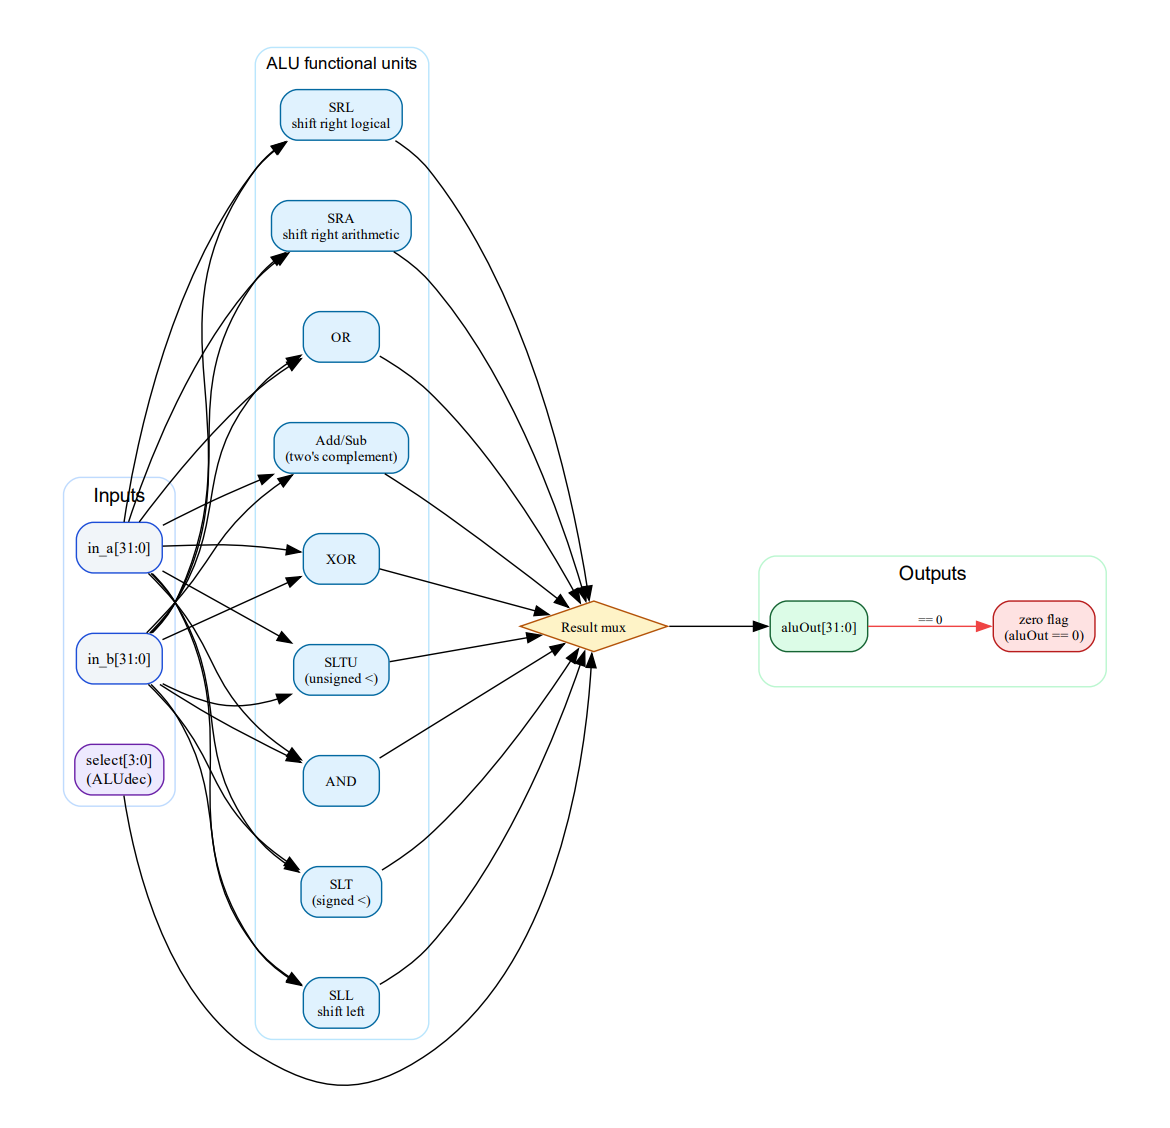 ALU functional units
SRL
shift right logical
SRA
shift right arithmetic
OR
Add/Sub
(two's complement)
Inputs
in_a[31:0]
XOR
Outputs
Result mux
aluOut[31:0]
== 0
zero flag
(aluOut == 0)
in_b[31:0]
SLTU
(unsigned <)
select[3:0]
(ALUdec)
AND
SLT
(signed <)
SLL
shift left